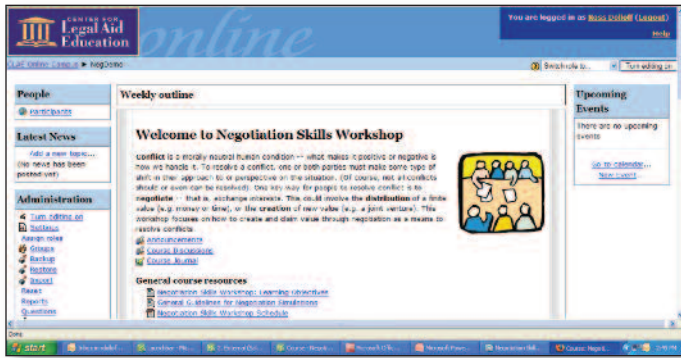 CENTER FOR
Legal Aid
Education
online
You are logged in as Ross Dolloff (Logout)
Help
CLAE Online Campus ► NegDemo
Switch role to...
Turn editing on
People
Participants
Latest News
Add a new topic...
(No news has been
posted yet)
Administration
Turn editing on
Settings
Assign roles
Groups
Backup
Restore
Import
Reset
Reports
Questions
Weekly outline
Welcome to Negotiation Skills Workshop
Conflict is a morally neutral human condition -- what makes it positive or negative is
how we handle it. To resolve a conflict, one or both parties must make some type of
shift in their approach to or perspective on the situation. (Of course, not all conflicts
should or even can be resolved). One key way for people to resolve conflict is to
negotiate -- that is, exchange interests. This could involve the distribution of a finite
value (e.g. money or time), or the creation of new value (e.g. a joint venture). This
workshop focuses on how to create and claim value through negotiation as a means to
resolve conflicts
Announcements
Course Discussions
Course Journal
General course resources
Negotiation Skills Workshop: Learning Objectives
General Guidelines for Negotiation Simulations
Negotiation Skills Workshop Schedule
Upcoming
Events
There are no upcoming
events
Go to calendar...
New Event...
Done
start